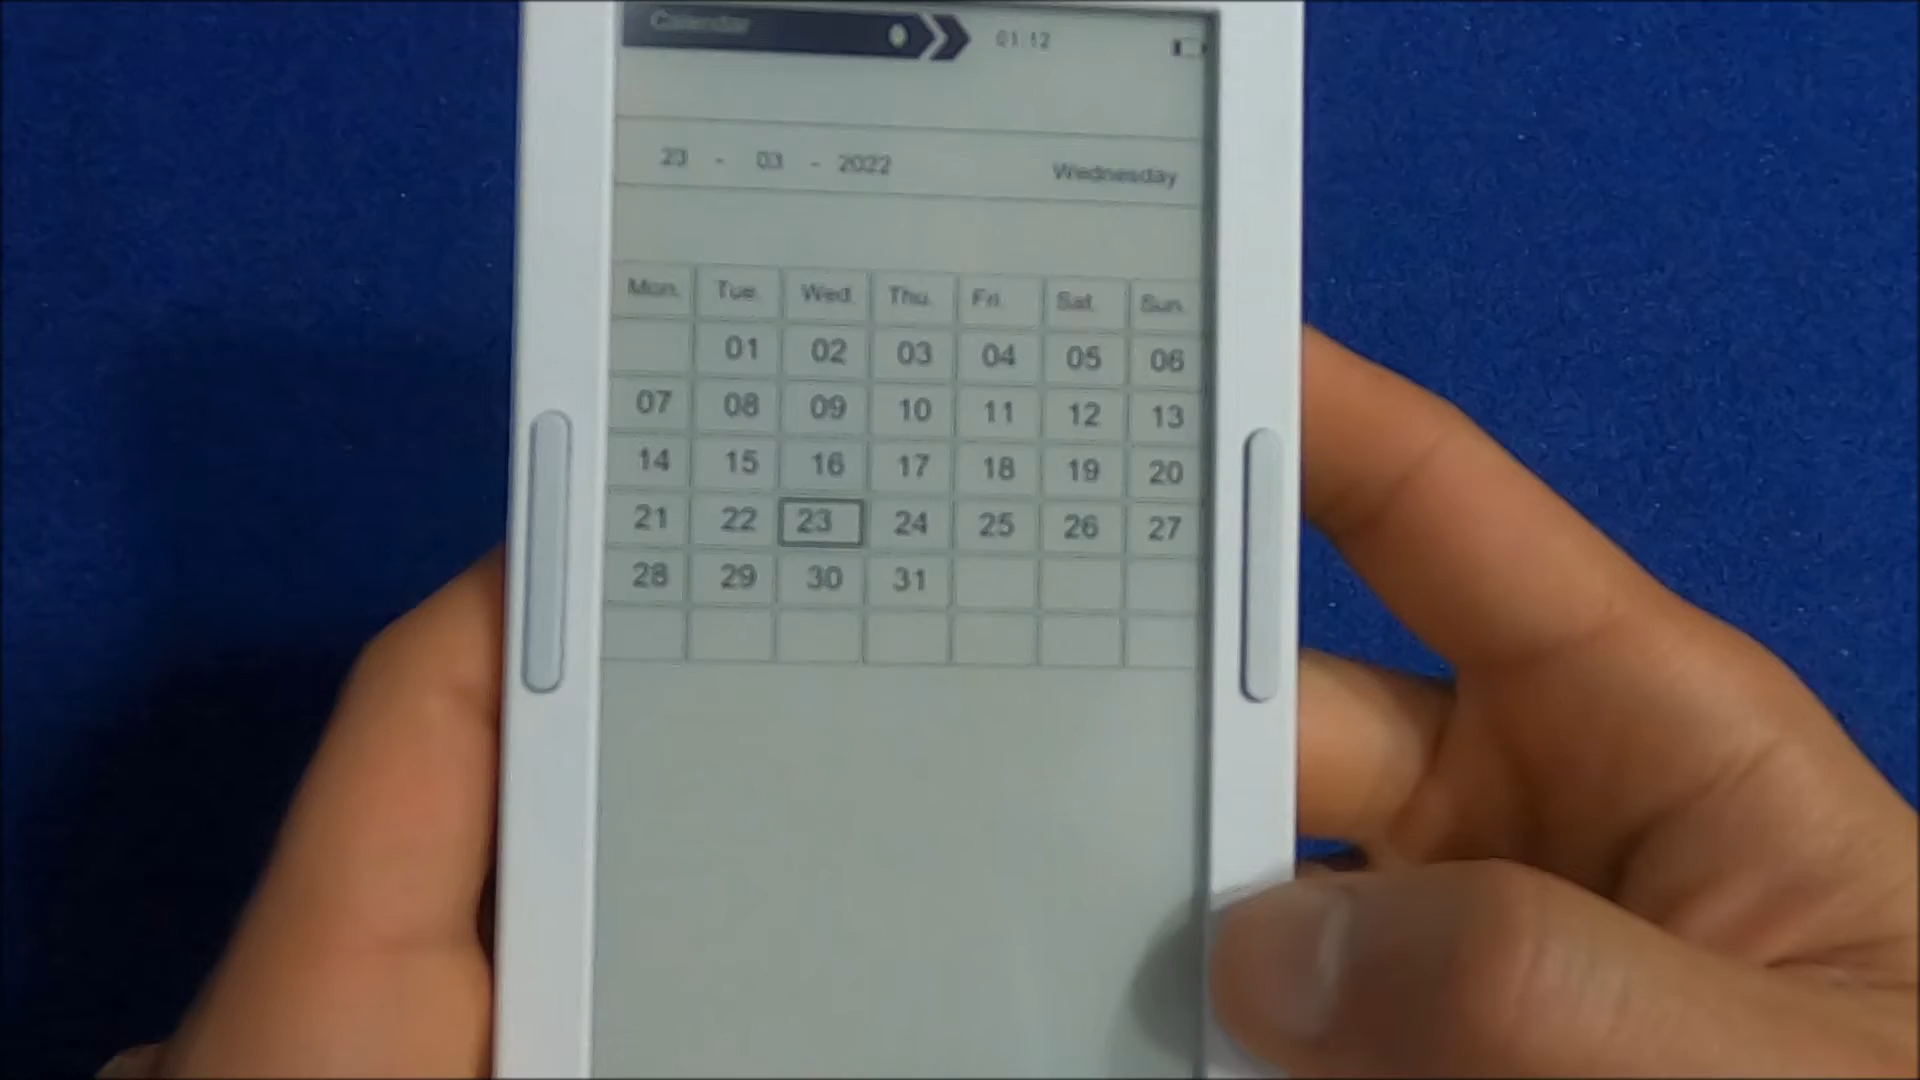 Calendar 01:12
23 - 03 - 2022 Wednesday
Mon. Tue. Wed. Thu. Fri. Sat. Sun.
01 02 03 04 05 06
07 08 09 10 11 12 13
14 15 16 17 18 19 20
21 22 23 24 25 26 27
28 29 30 31